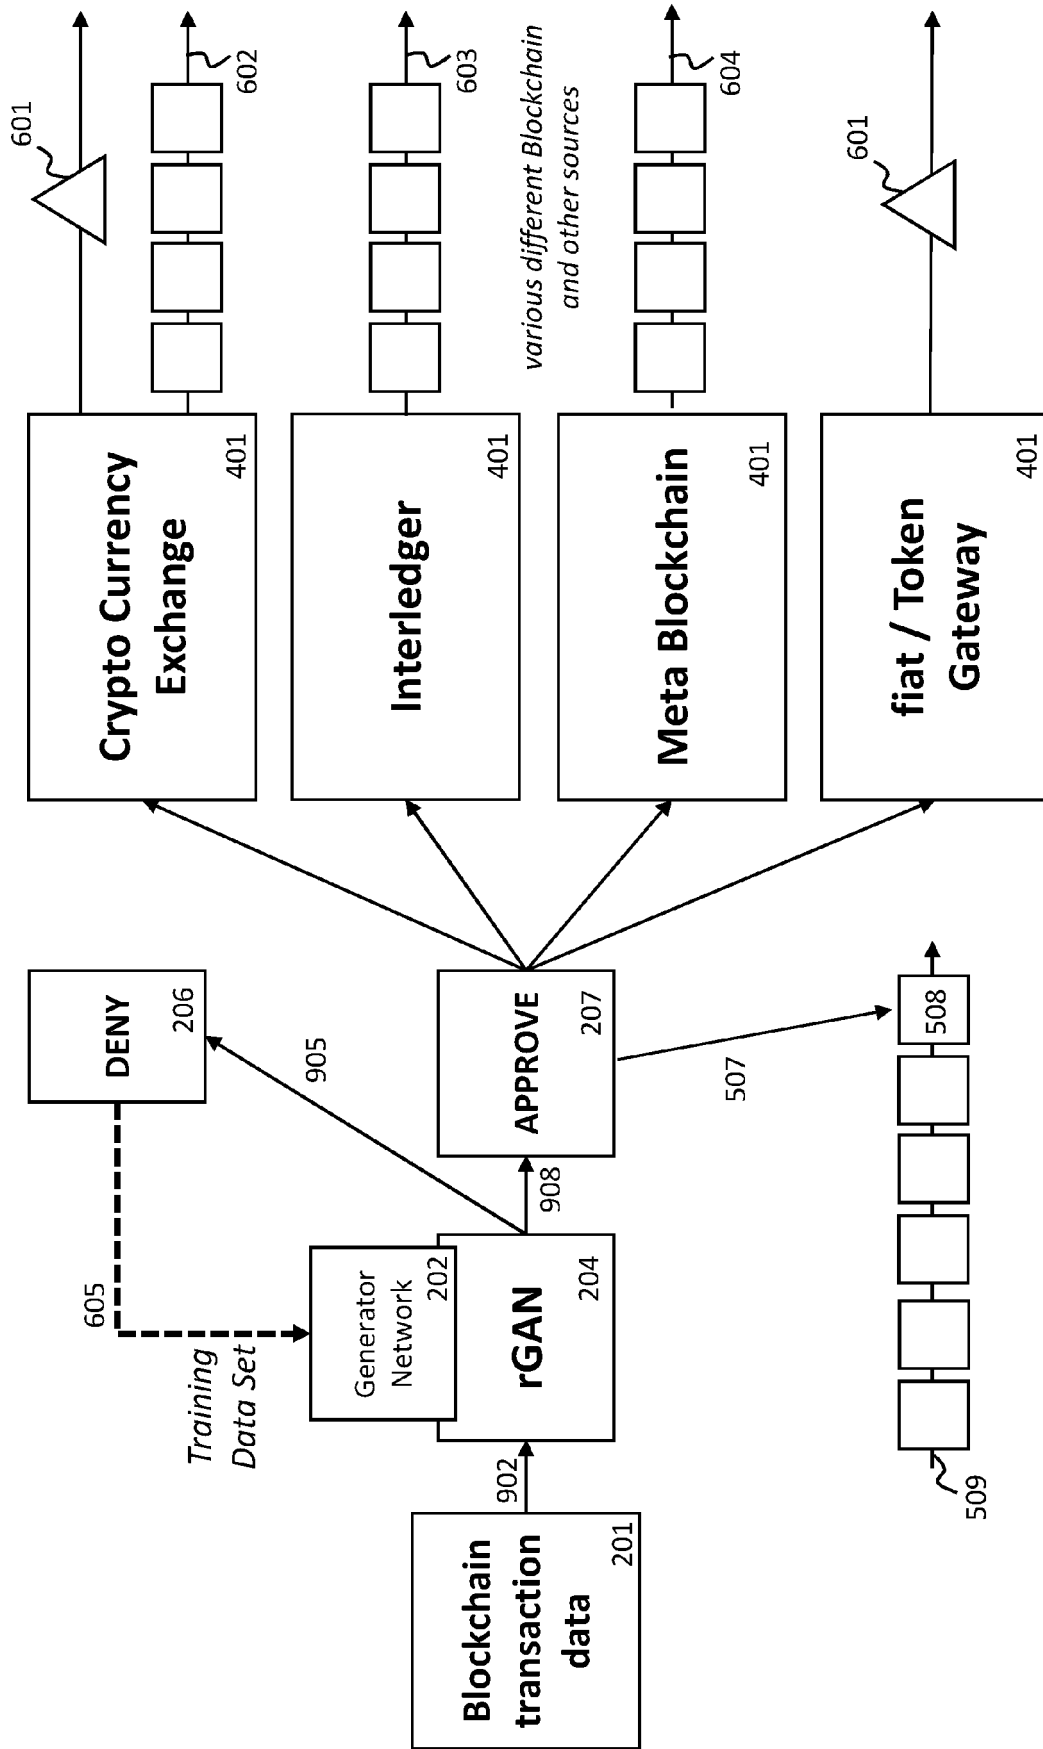 Blockchain
transaction
data
201
902
Training
Data Set
605
Generator
Network
202
rGAN
204
905
908
DENY
206
APPROVE
207
507
508
509
Crypto Currency
Exchange
401
Interledger
401
Meta Blockchain
401
fiat / Token
Gateway
401
601
602
603
various different Blockchain
and other sources
604
601